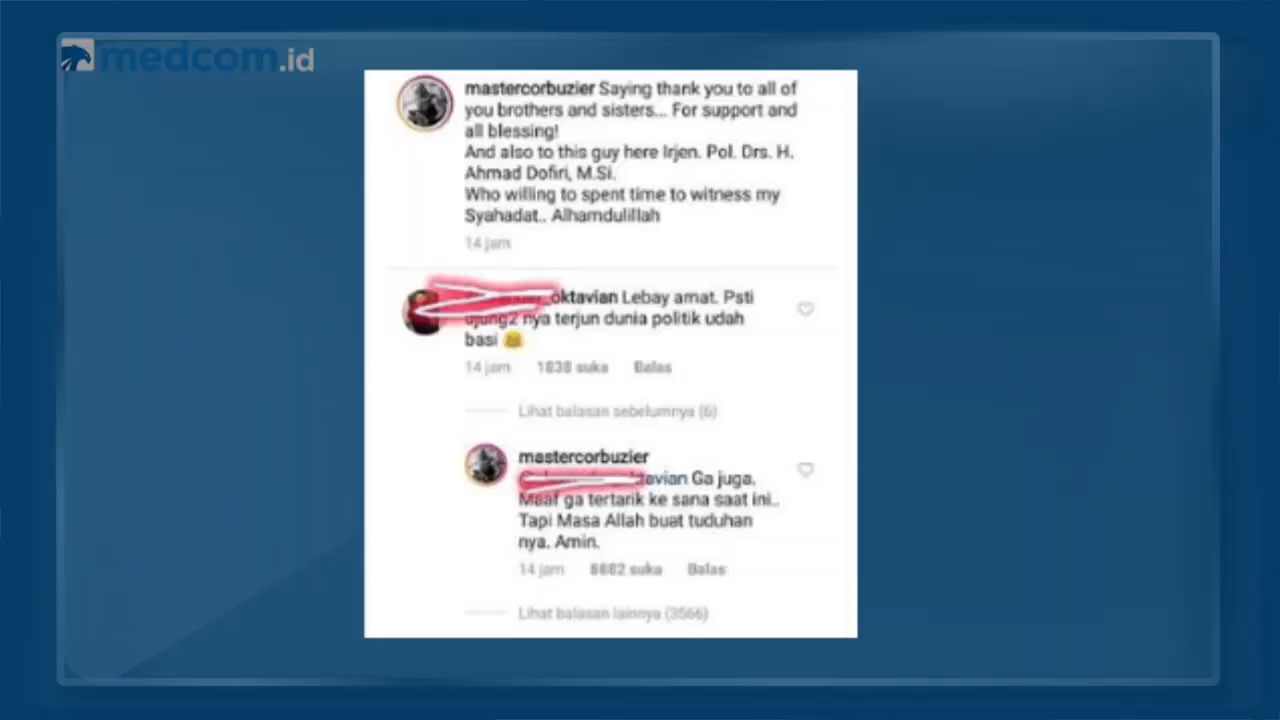 medcom.id
mastercorbuzier Saying thank you to all of
you brothers and sisters... For support and
all blessing!
And also to this guy here Irjen. Pol. Drs. H.
Ahmad Dofiri, M.Si.
Who willing to spent time to witness my
Syahadat.. Alhamdulillah
14 jam
_oktavian Lebay amat. Psti
ujung2 nya terjun dunia politik udah
basi
14 jam 1838 suka Balas
Lihat balasan sebelumnya (6)
mastercorbuzier
tavian Ga juga.
Maaf ga tertarik ke sana saat ini..
Tapi Masa Allah buat tuduhan
nya. Amin.
14 jam 8882 suka Balas
Lihat balasan lainnya (3566)